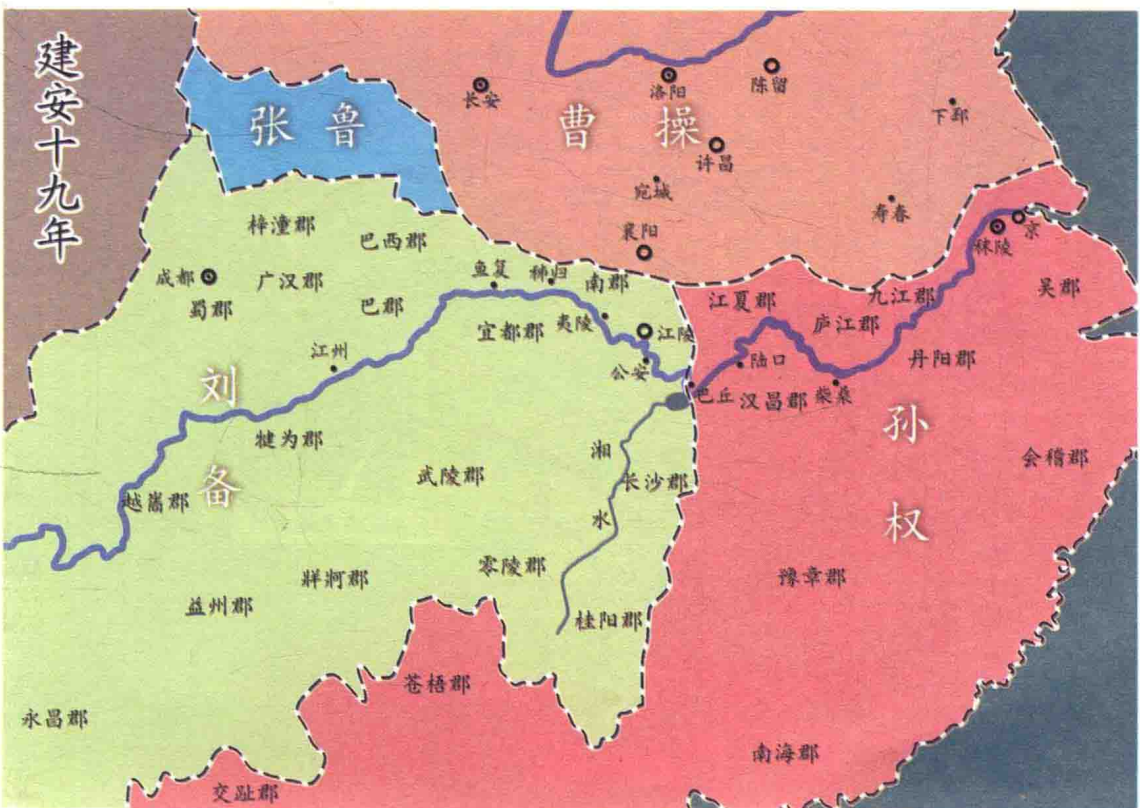 建安十九年
张鲁
曹操
长安
洛阳
陈留
下邳
许昌
宛城
寿春
襄阳
秣陵
京
梓潼郡
巴西郡
成都
广汉郡
蜀郡
巴郡
鱼复
秭归
南郡
宜都郡
夷陵
江陵
公安
江州
江夏郡
九江郡
庐江郡
吴郡
丹阳郡
陆口
巴丘
汉昌郡
柴桑
刘备
犍为郡
越嶲郡
武陵郡
湘水
长沙郡
孙权
会稽郡
牂牁郡
零陵郡
豫章郡
益州郡
桂阳郡
苍梧郡
永昌郡
南海郡
交趾郡